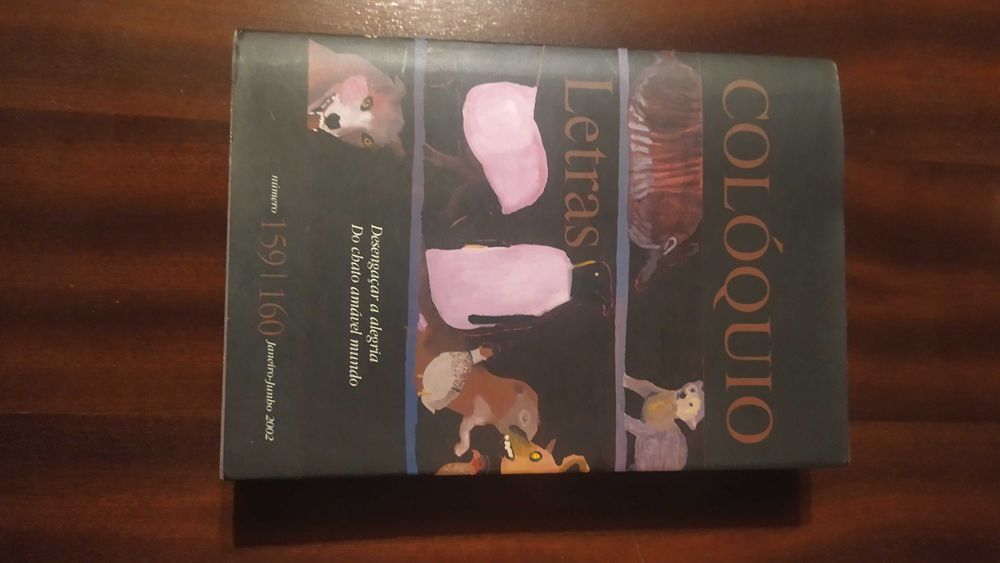 COLÓQUIO
Letras
Desengaçar a alegria
Do chato amável mundo
número 159|160 Janeiro-Junho 2002